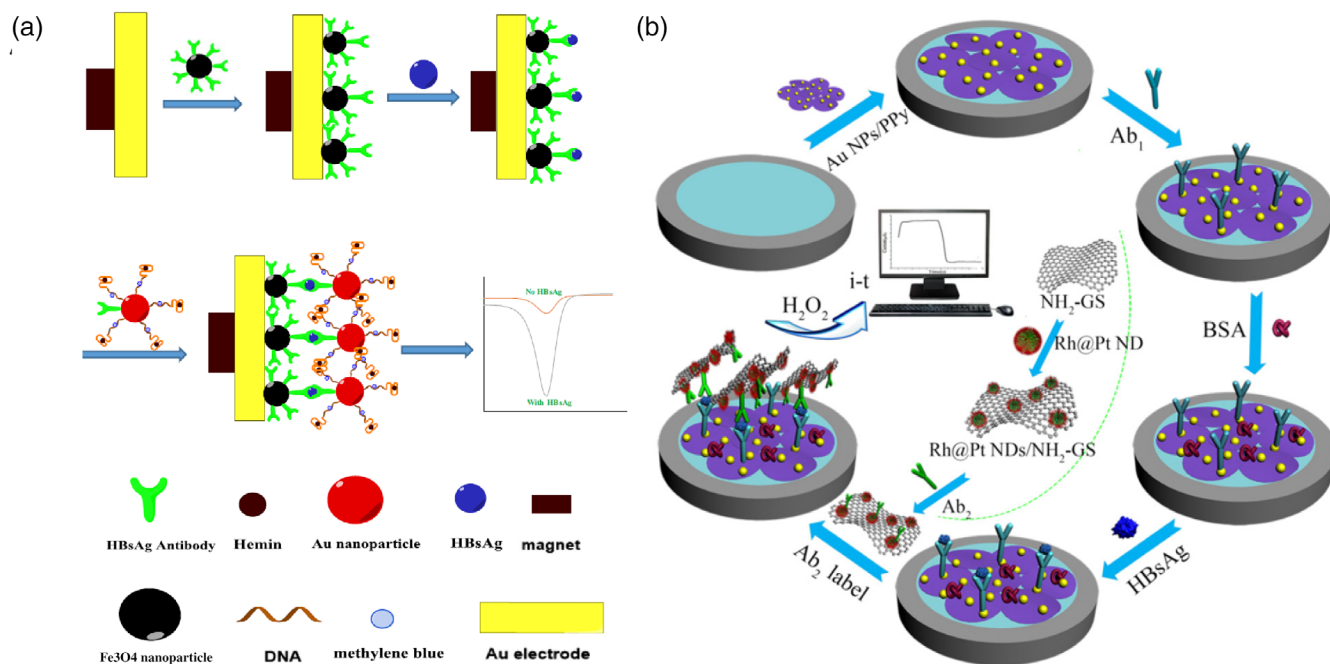 (a)
No HBsAg
With HBsAg
HBsAg Antibody
Hemin
Au nanoparticle
HBsAg
magnet
Fe3O4 nanoparticle
DNA
methylene blue
Au electrode
(b)
Au NPs/PPy
Ab1
BSA
HBsAg
Ab2 label
H2O2
i-t
NH2-GS
Rh@Pt ND
Rh@Pt NDs/NH2-GS
Ab2